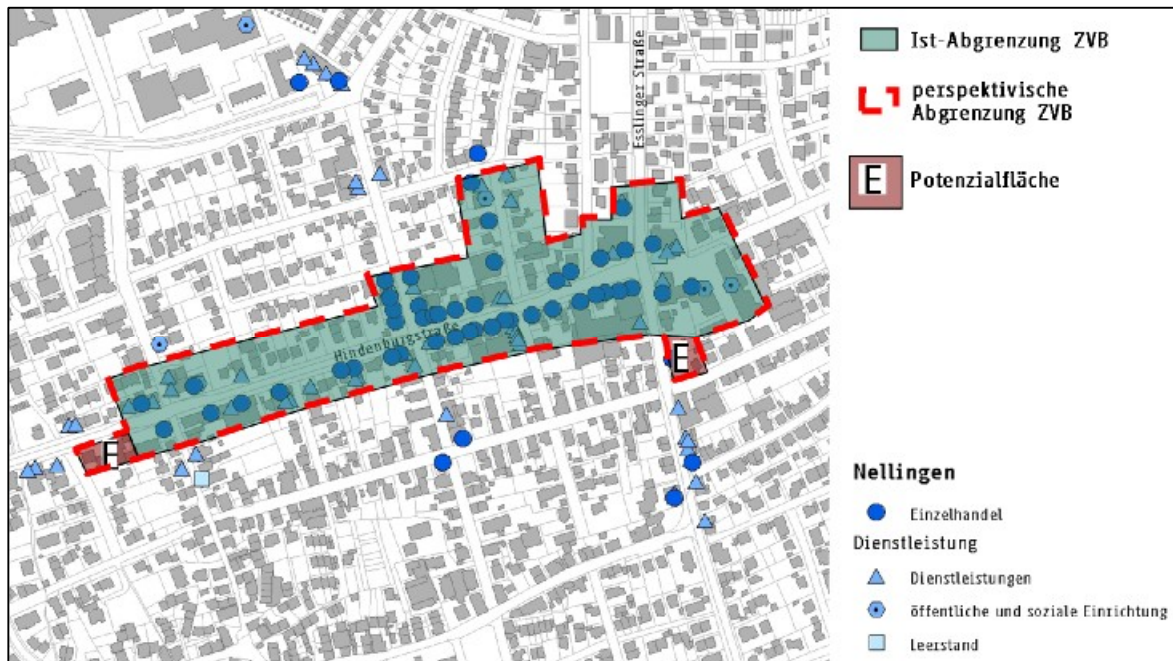 Esslinger Straße
Hindenburgstraße
E
E
Ist-Abgrenzung ZVB
perspektivische
Abgrenzung ZVB
E
Potenzialfläche
Nellingen
Einzelhandel
Dienstleistung
Dienstleistungen
öffentliche und soziale Einrichtung
Leerstand